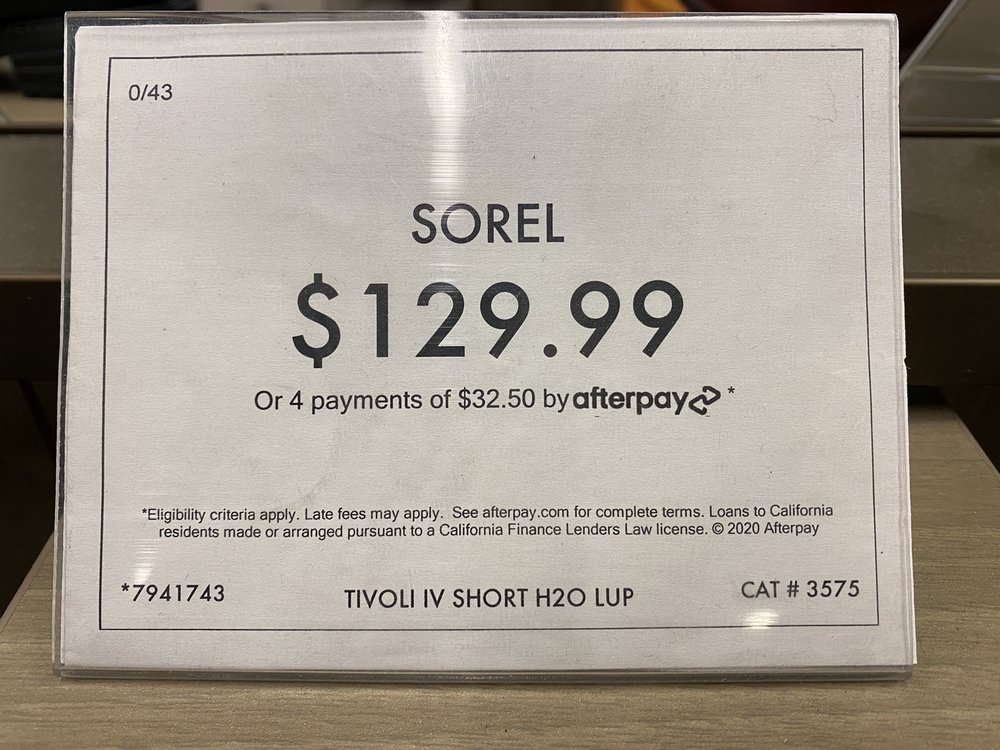 0/43
SOREL
$129.99
Or 4 payments of $32.50 by afterpay *
*Eligibility criteria apply. Late fees may apply. See afterpay.com for complete terms. Loans to California
residents made or arranged pursuant to a California Finance Lenders Law license. © 2020 Afterpay
*7941743 TIVOLI IV SHORT H2O LUP CAT # 3575